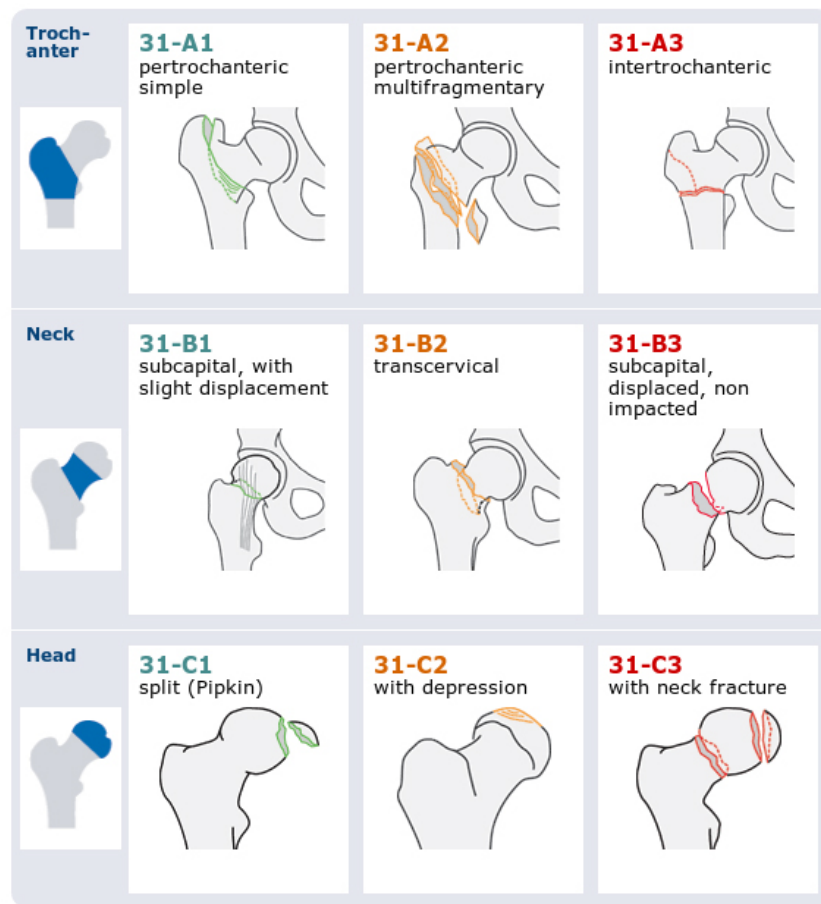 Troch-
anter
31-A1
pertrochanteric
simple
31-A2
pertrochanteric
multifragmentary
31-A3
intertrochanteric
Neck
31-B1
subcapital, with
slight displacement
31-B2
transcervical
31-B3
subcapital,
displaced, non
impacted
Head
31-C1
split (Pipkin)
31-C2
with depression
31-C3
with neck fracture